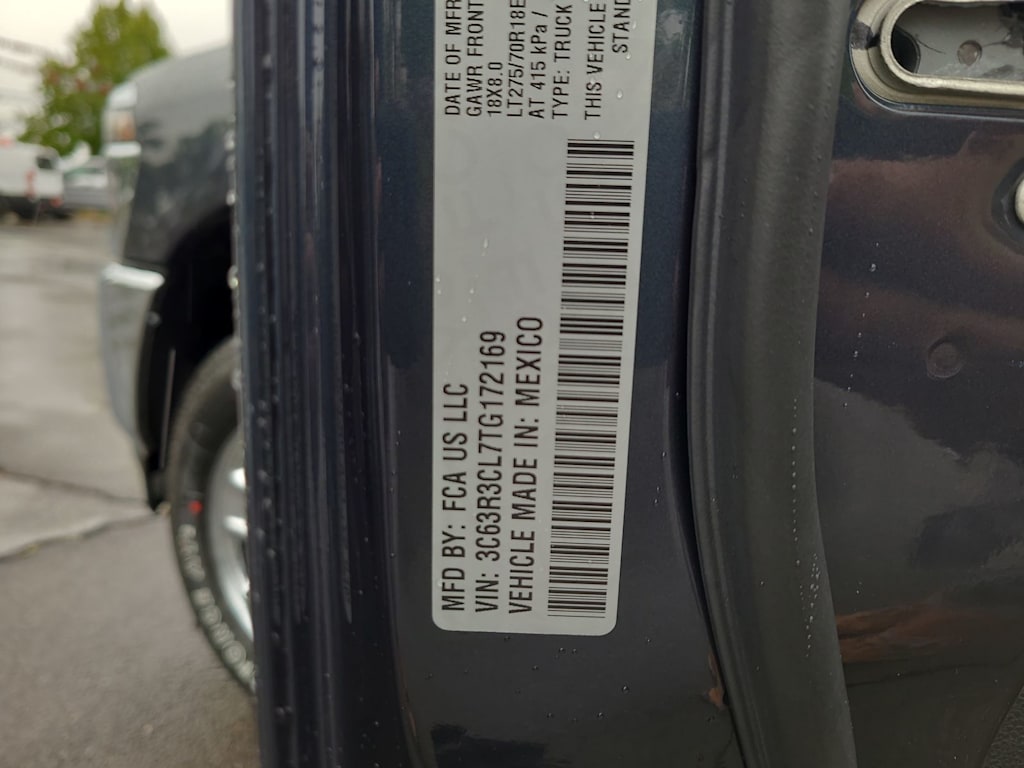 MFD BY: FCA US LLC
VIN: 3C63R3CL7TG172169
VEHICLE MADE IN: MEXICO
DATE OF MFR
GAWR FRONT
18X8.0
LT275/70R18E
AT 415 kPa /
TYPE: TRUCK
THIS VEHICLE
STAND